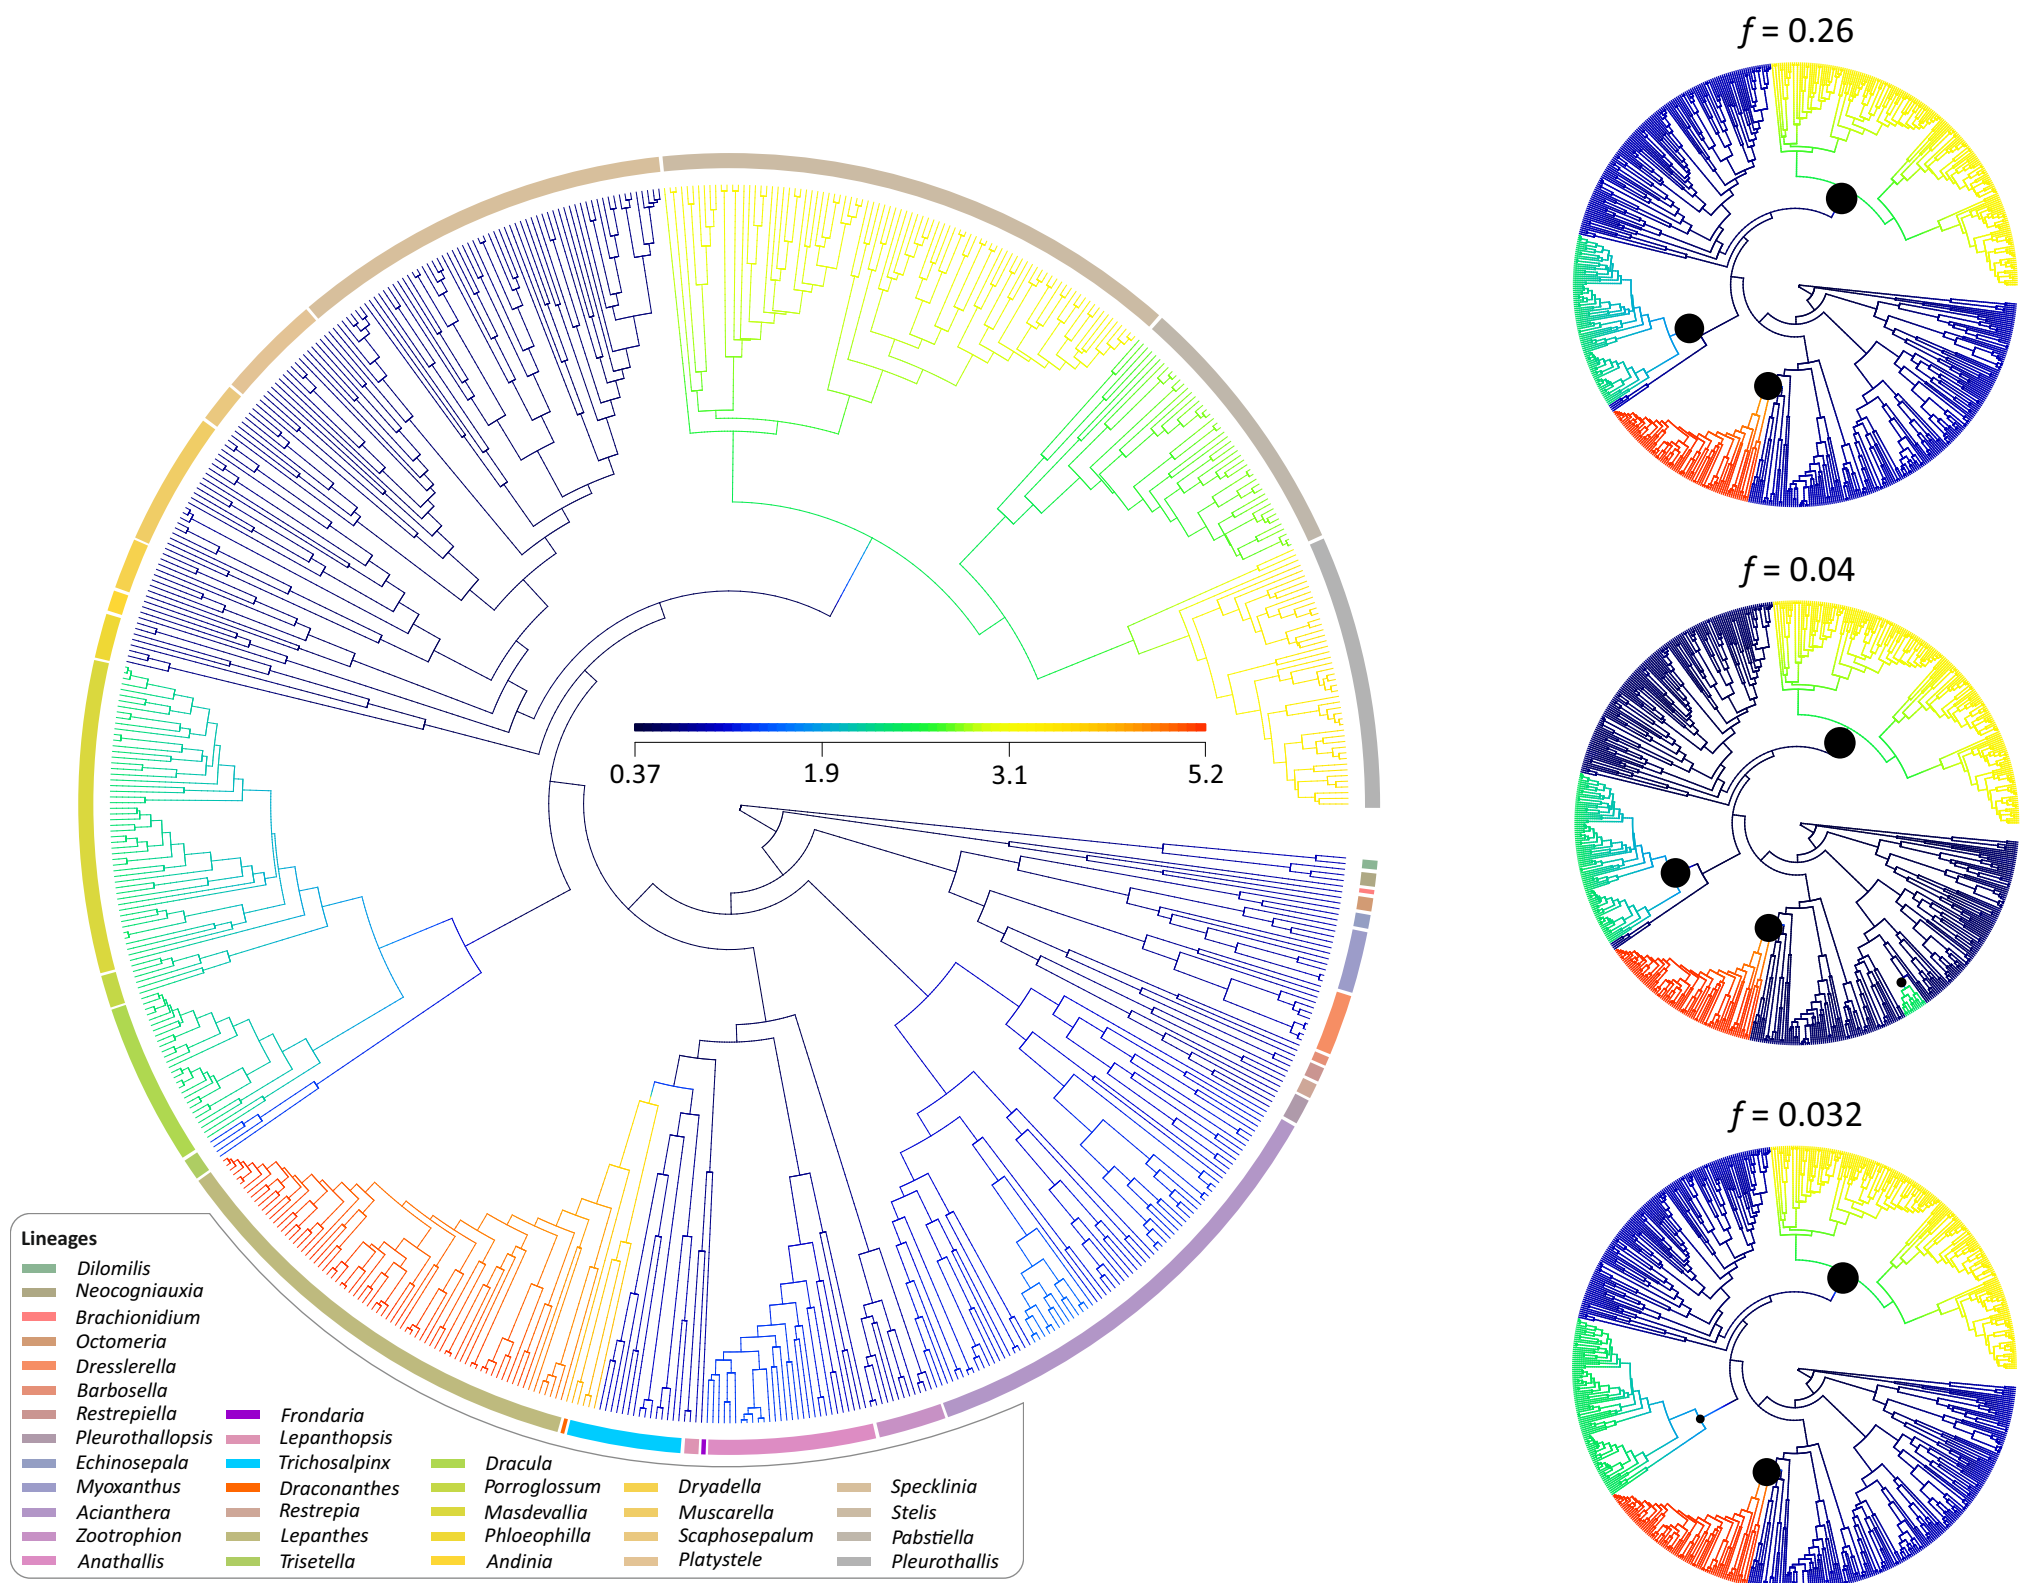 f = 0.26
0.37 1.9 3.1 5.2
f = 0.04
f = 0.032
Lineages
Dilomilis
Neocogniauxia
Brachionidium
Octomeria
Dresslerella
Barbosella
Restrepiella
Pleurothallopsis
Echinosepala
Myoxanthus
Acianthera
Zootrophion
Anathallis
Frondaria
Lepanthopsis
Trichosalpinx
Draconanthes
Restrepia
Lepanthes
Trisetella
Dracula
Porroglossum
Masdevallia
Phloeophilla
Andinia
Dryadella
Muscarella
Scaphosepalum
Platystele
Specklinia
Stelis
Pabstiella
Pleurothallis